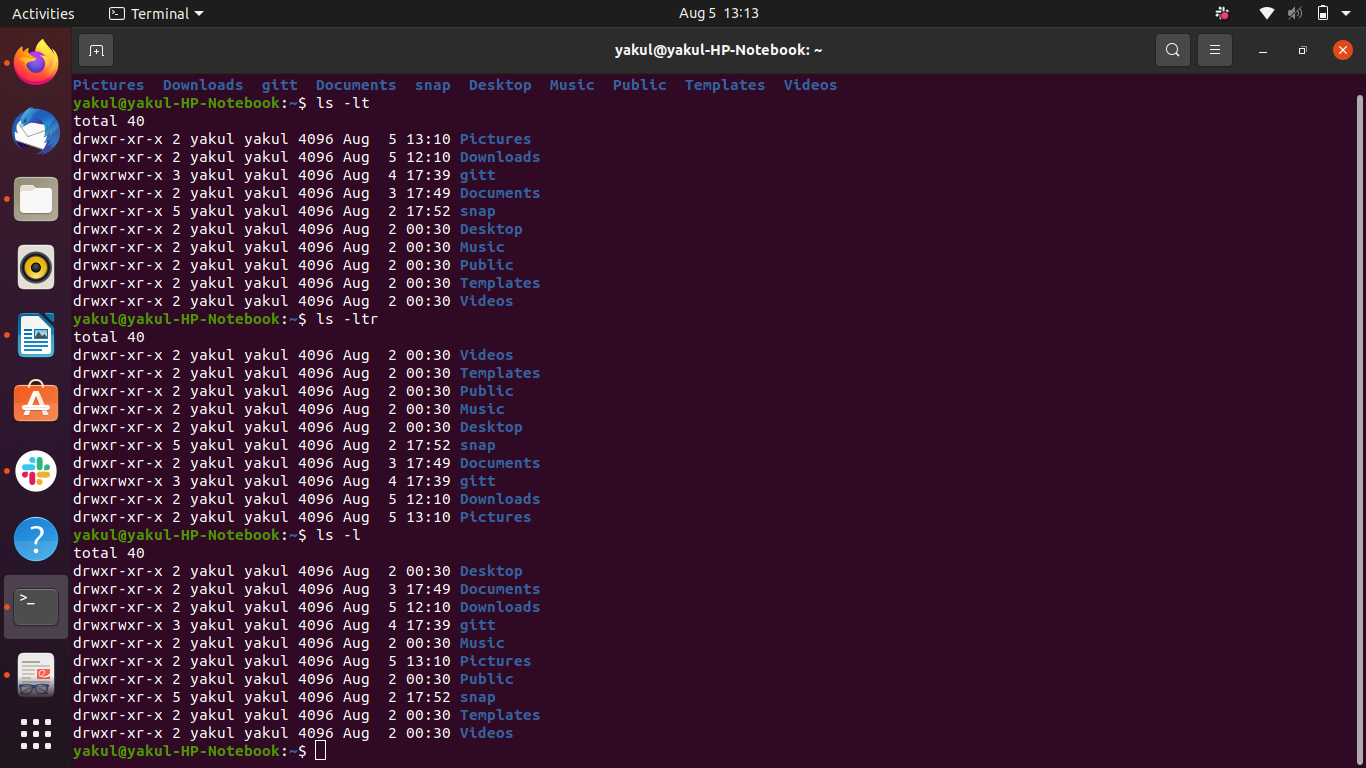 Activities Terminal Aug 5 13:13
yakul@yakul-HP-Notebook: ~
Pictures Downloads gitt Documents snap Desktop Music Public Templates Videos
yakul@yakul-HP-Notebook:~$ ls -lt
total 40
drwxr-xr-x 2 yakul yakul 4096 Aug  5 13:10 Pictures
drwxr-xr-x 2 yakul yakul 4096 Aug  5 12:10 Downloads
drwxrwxr-x 3 yakul yakul 4096 Aug  4 17:39 gitt
drwxr-xr-x 2 yakul yakul 4096 Aug  3 17:49 Documents
drwxr-xr-x 5 yakul yakul 4096 Aug  2 17:52 snap
drwxr-xr-x 2 yakul yakul 4096 Aug  2 00:30 Desktop
drwxr-xr-x 2 yakul yakul 4096 Aug  2 00:30 Music
drwxr-xr-x 2 yakul yakul 4096 Aug  2 00:30 Public
drwxr-xr-x 2 yakul yakul 4096 Aug  2 00:30 Templates
drwxr-xr-x 2 yakul yakul 4096 Aug  2 00:30 Videos
yakul@yakul-HP-Notebook:~$ ls -ltr
total 40
drwxr-xr-x 2 yakul yakul 4096 Aug  2 00:30 Videos
drwxr-xr-x 2 yakul yakul 4096 Aug  2 00:30 Templates
drwxr-xr-x 2 yakul yakul 4096 Aug  2 00:30 Public
drwxr-xr-x 2 yakul yakul 4096 Aug  2 00:30 Music
drwxr-xr-x 2 yakul yakul 4096 Aug  2 00:30 Desktop
drwxr-xr-x 5 yakul yakul 4096 Aug  2 17:52 snap
drwxr-xr-x 2 yakul yakul 4096 Aug  3 17:49 Documents
drwxrwxr-x 3 yakul yakul 4096 Aug  4 17:39 gitt
drwxr-xr-x 2 yakul yakul 4096 Aug  5 12:10 Downloads
drwxr-xr-x 2 yakul yakul 4096 Aug  5 13:10 Pictures
yakul@yakul-HP-Notebook:~$ ls -l
total 40
drwxr-xr-x 2 yakul yakul 4096 Aug  2 00:30 Desktop
drwxr-xr-x 2 yakul yakul 4096 Aug  3 17:49 Documents
drwxr-xr-x 2 yakul yakul 4096 Aug  5 12:10 Downloads
drwxrwxr-x 3 yakul yakul 4096 Aug  4 17:39 gitt
drwxr-xr-x 2 yakul yakul 4096 Aug  2 00:30 Music
drwxr-xr-x 2 yakul yakul 4096 Aug  5 13:10 Pictures
drwxr-xr-x 2 yakul yakul 4096 Aug  2 00:30 Public
drwxr-xr-x 5 yakul yakul 4096 Aug  2 17:52 snap
drwxr-xr-x 2 yakul yakul 4096 Aug  2 00:30 Templates
drwxr-xr-x 2 yakul yakul 4096 Aug  2 00:30 Videos
yakul@yakul-HP-Notebook:~$